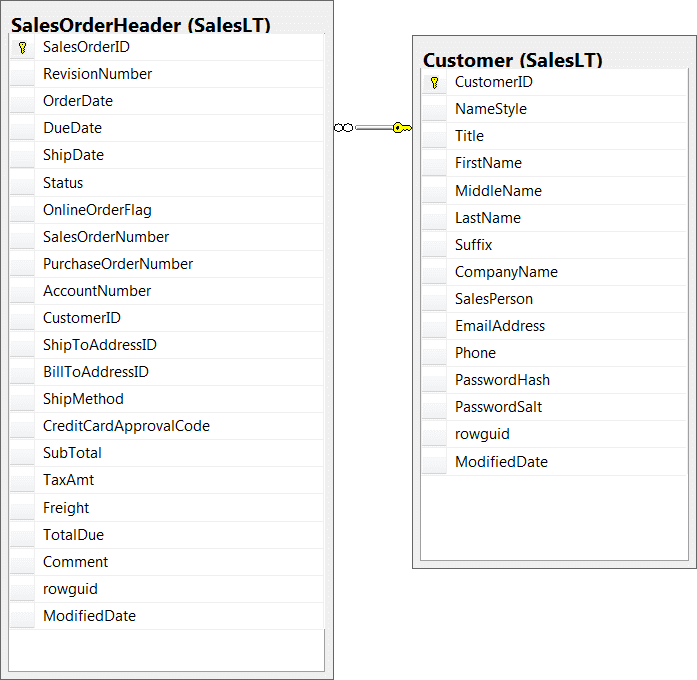 SalesOrderHeader (SalesLT)
SalesOrderID
RevisionNumber
OrderDate
DueDate
ShipDate
Status
OnlineOrderFlag
SalesOrderNumber
PurchaseOrderNumber
AccountNumber
CustomerID
ShipToAddressID
BillToAddressID
ShipMethod
CreditCardApprovalCode
SubTotal
TaxAmt
Freight
TotalDue
Comment
rowguid
ModifiedDate
Customer (SalesLT)
CustomerID
NameStyle
Title
FirstName
MiddleName
LastName
Suffix
CompanyName
SalesPerson
EmailAddress
Phone
PasswordHash
PasswordSalt
rowguid
ModifiedDate